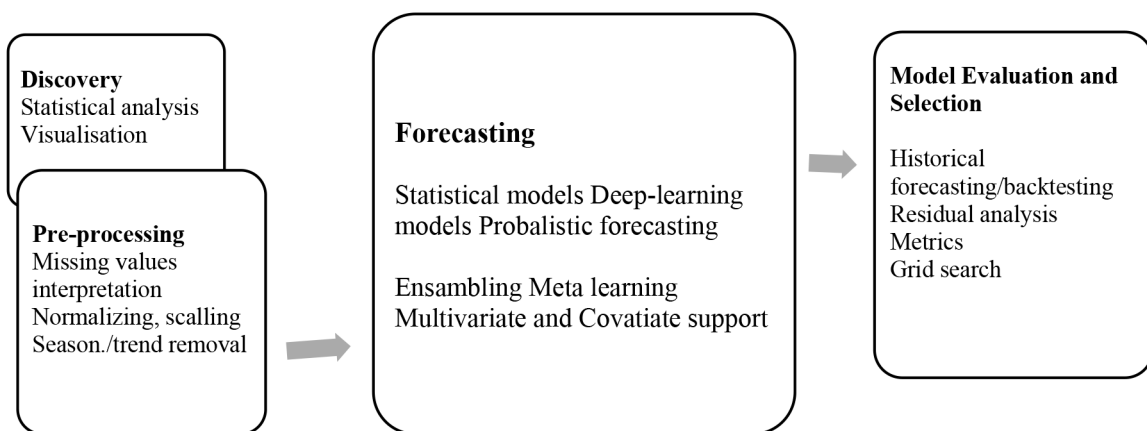 Discovery
Statistical analysis
Visualisation
Pre-processing
Missing values
interpretation
Normalizing, scalling
Season./trend removal
Forecasting
Statistical models Deep-learning
models Probalistic forecasting
Ensambling Meta learning
Multivariate and Covatiate support
Model Evaluation and
Selection
Historical
forecasting/backtesting
Residual analysis
Metrics
Grid search